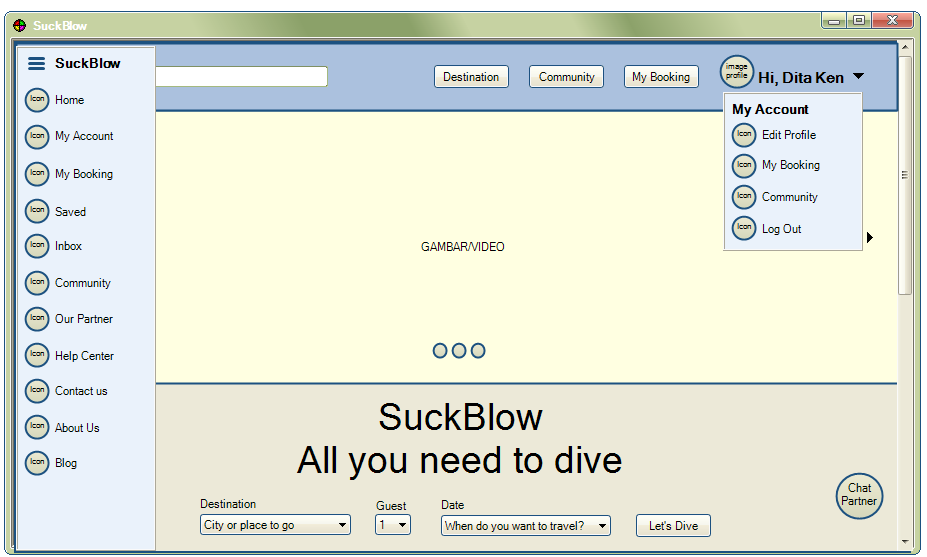 SuckBlow
SuckBlow
Destination
Community
My Booking
image
profile
Hi, Dita Ken
Icon Home
Icon My Account
Icon My Booking
Icon Saved
Icon Inbox
Icon Community
Icon Our Partner
Icon Help Center
Icon Contact us
Icon About Us
Icon Blog
My Account
Icon Edit Profile
Icon My Booking
Icon Community
Icon Log Out
GAMBAR/VIDEO
SuckBlow
All you need to dive
Destination
Guest
Date
City or place to go
1
When do you want to travel?
Let's Dive
Chat
Partner